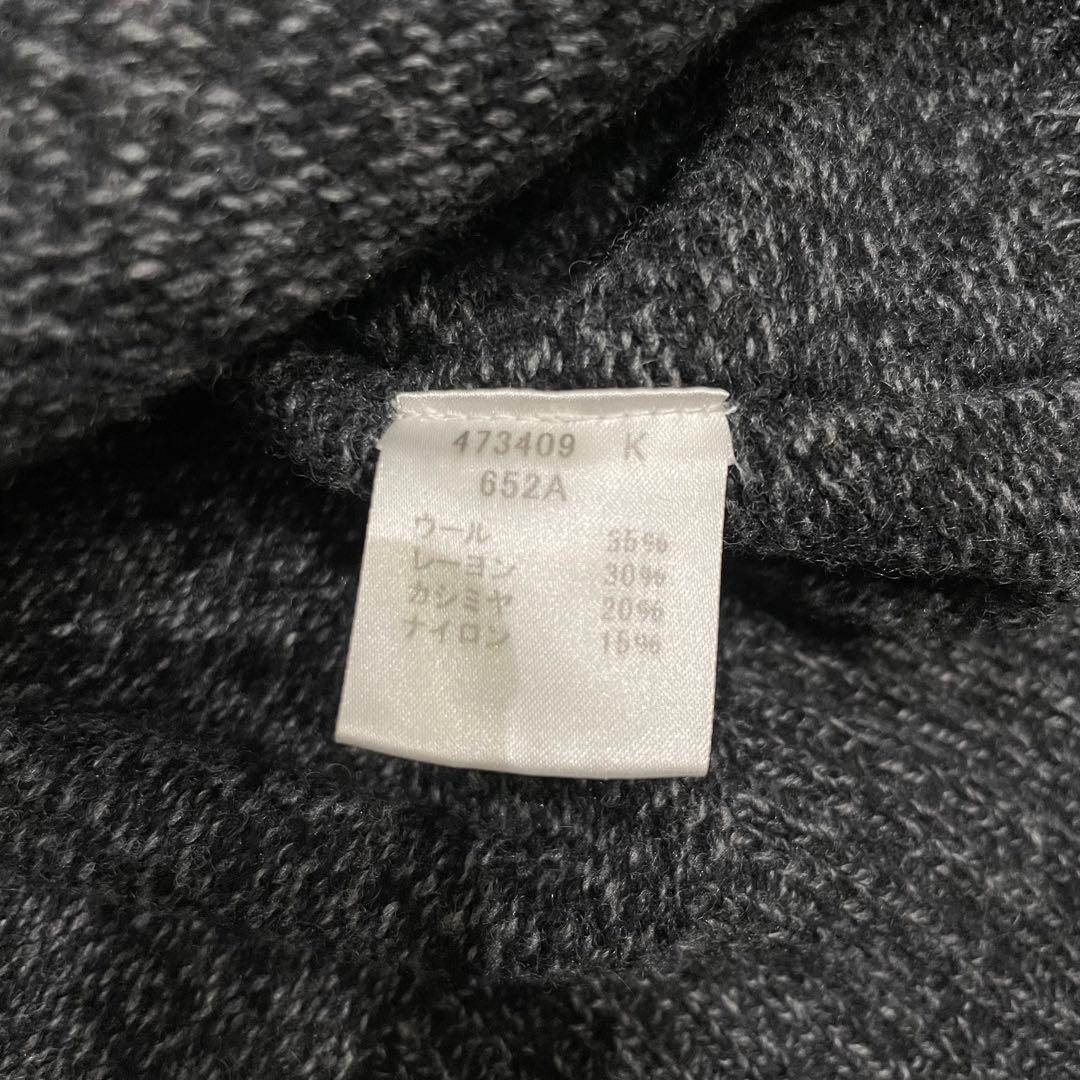 473409 K
652A
ウール 35%
レーヨン 30%
カシミヤ 20%
ナイロン 15%